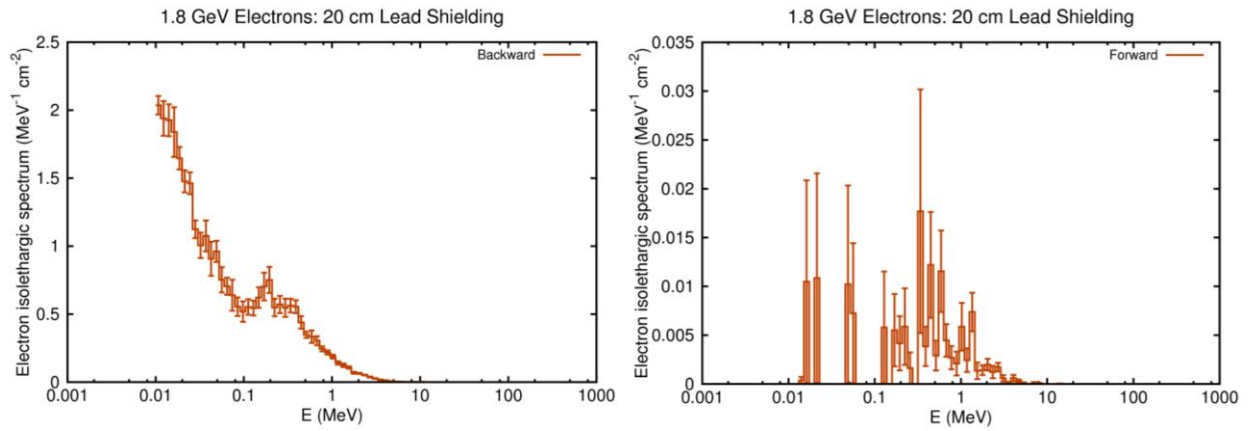 1.8 GeV Electrons: 20 cm Lead Shielding
Backward
Electron isolethargic spectrum (MeV⁻¹ cm⁻²)
2.5
2
1.5
1
0.5
0
0.001 0.01 0.1 1 10 100 1000
E (MeV)
1.8 GeV Electrons: 20 cm Lead Shielding
Forward
Electron isolethargic spectrum (MeV⁻¹ cm⁻²)
0.035
0.03
0.025
0.02
0.015
0.01
0.005
0
0.001 0.01 0.1 1 10 100 1000
E (MeV)